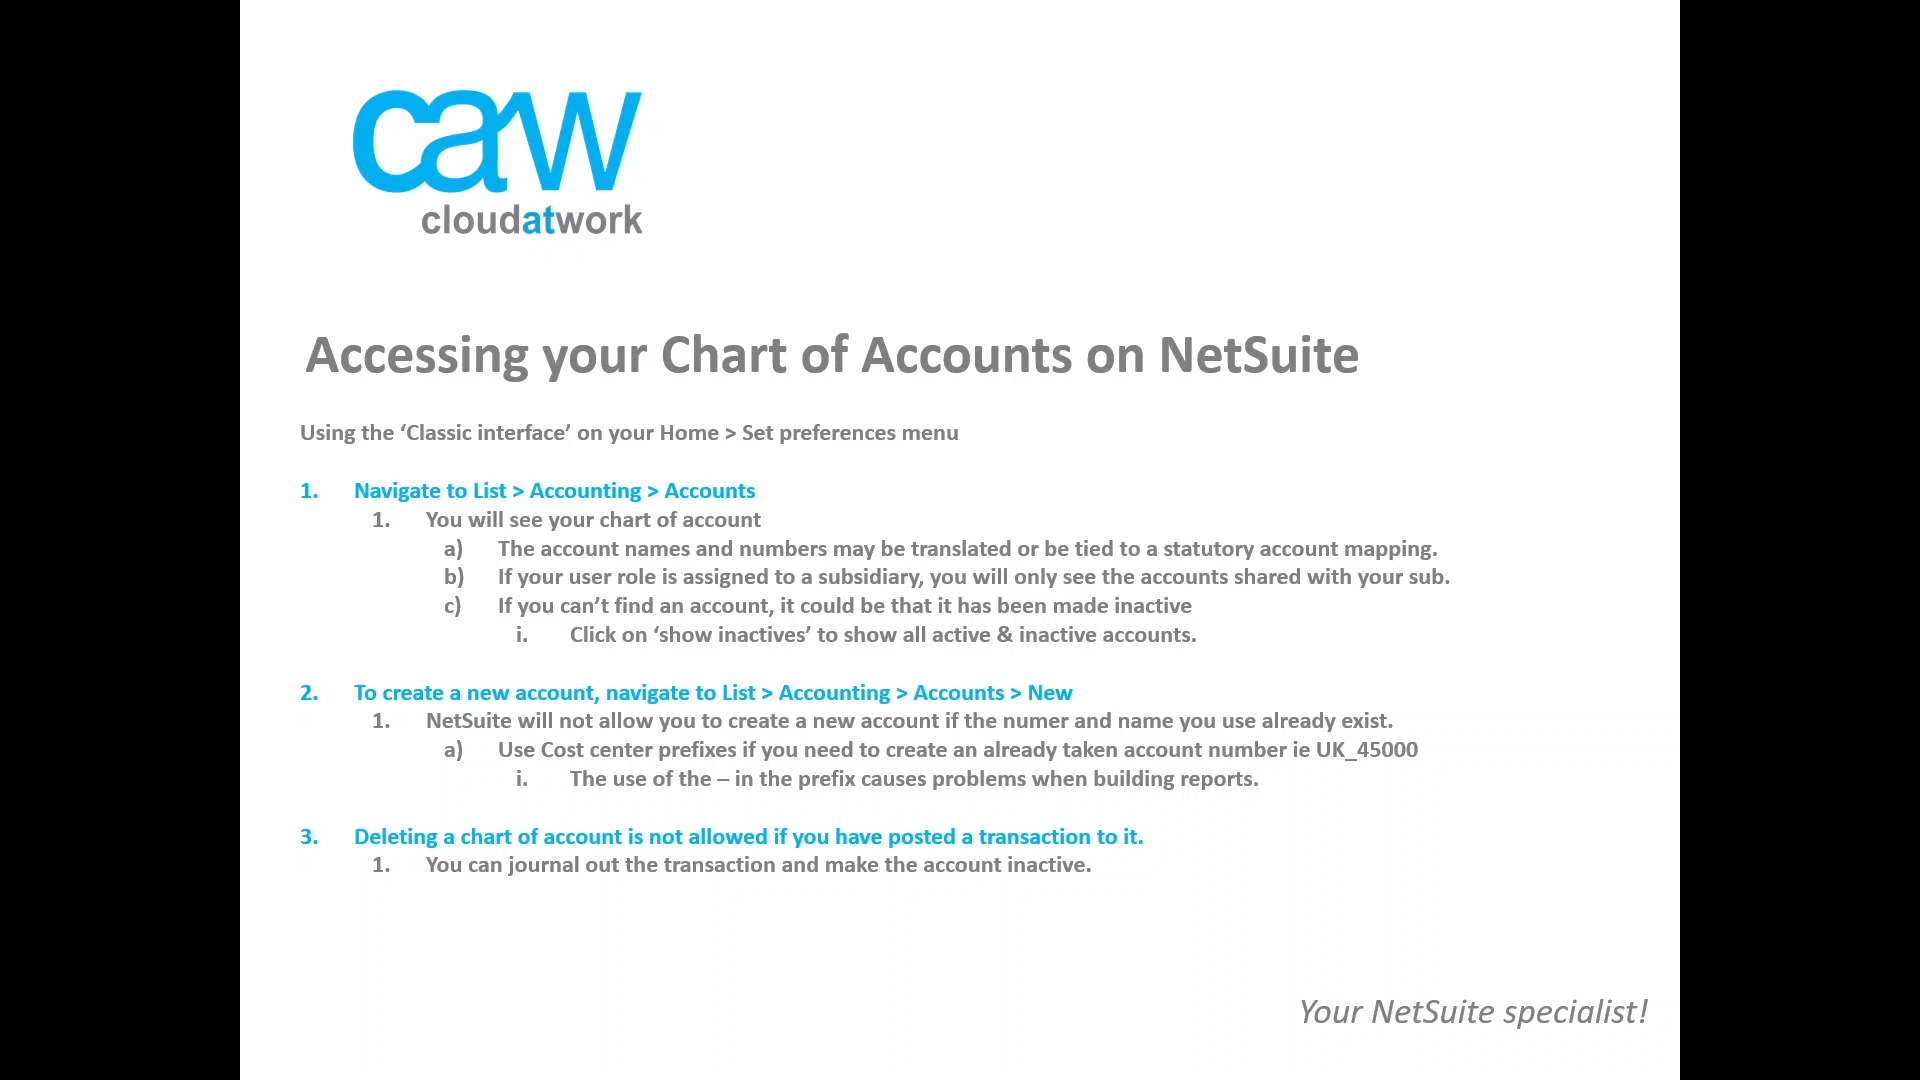 caw
cloudatwork
Accessing your Chart of Accounts on NetSuite
Using the ‘Classic interface’ on your Home > Set preferences menu
1. Navigate to List > Accounting > Accounts
1. You will see your chart of account
a) The account names and numbers may be translated or be tied to a statutory account mapping.
b) If your user role is assigned to a subsidiary, you will only see the accounts shared with your sub.
c) If you can’t find an account, it could be that it has been made inactive
i. Click on ‘show inactives’ to show all active & inactive accounts.
2. To create a new account, navigate to List > Accounting > Accounts > New
1. NetSuite will not allow you to create a new account if the numer and name you use already exist.
a) Use Cost center prefixes if you need to create an already taken account number ie UK_45000
i. The use of the – in the prefix causes problems when building reports.
3. Deleting a chart of account is not allowed if you have posted a transaction to it.
1. You can journal out the transaction and make the account inactive.
Your NetSuite specialist!